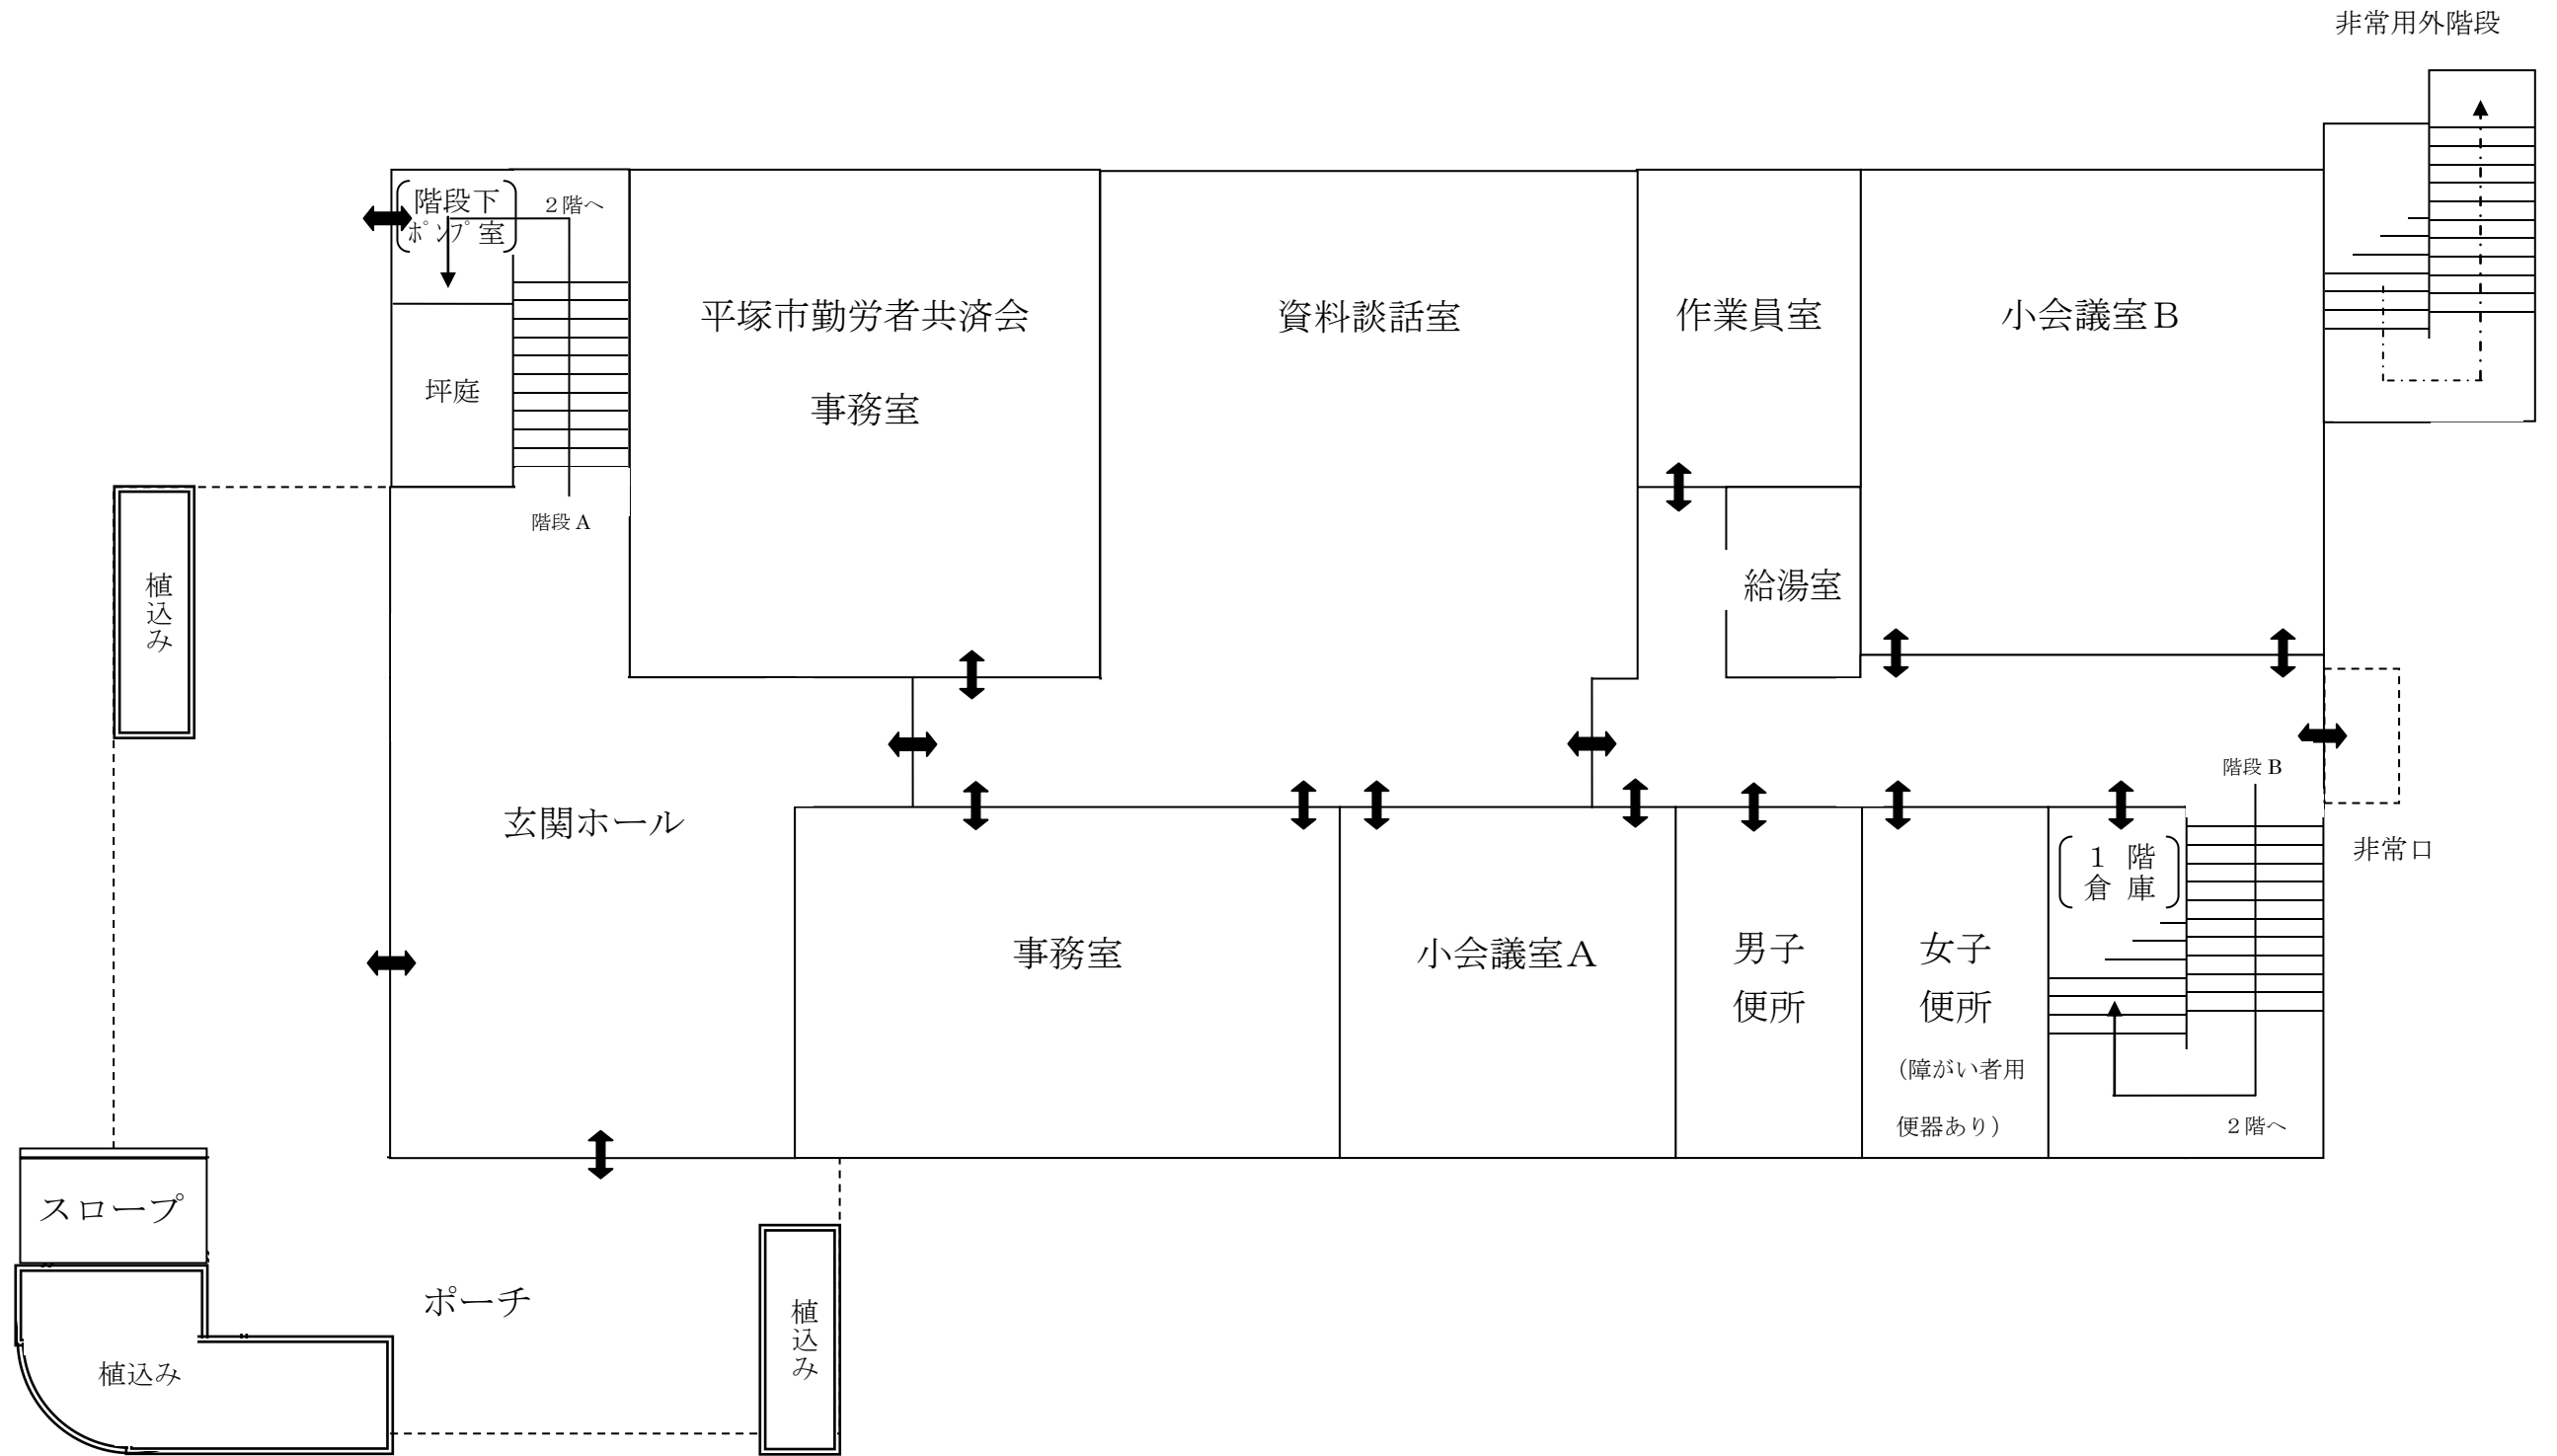 非常用外階段
階段下
ﾎﾟﾝﾌﾟ室
２階へ
平塚市勤労者共済会
事務室
資料談話室
作業員室
小会議室Ｂ
坪庭
階段 A
植込み
給湯室
階段 B
玄関ホール
非常口
１階
倉庫
事務室
小会議室Ａ
男子
便所
女子
便所
（障がい者用
便器あり）
２階へ
スロープ
ポーチ
植込み
植込み